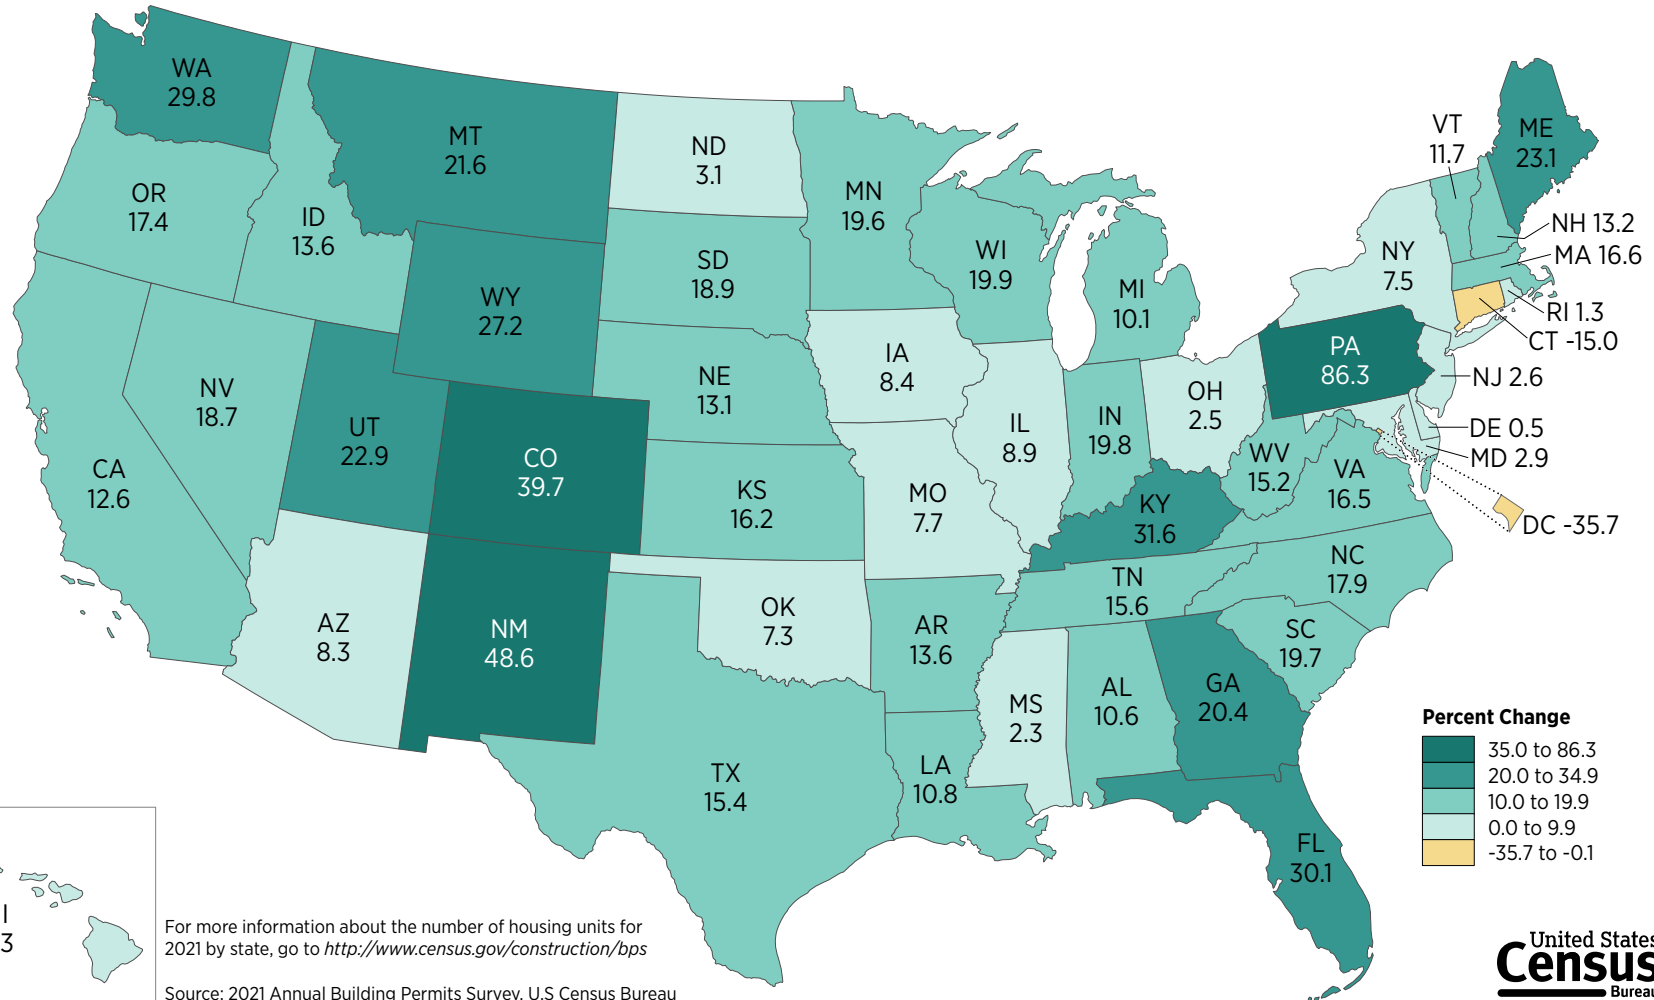 WA
29.8
MT
21.6
ND
3.1
OR
17.4
ID
13.6
WY
27.2
SD
18.9
MN
19.6
WI
19.9
MI
10.1
VT
11.7
ME
23.1
NH 13.2
MA 16.6
NY
7.5
RI 1.3
CT -15.0
PA
86.3
NJ 2.6
DE 0.5
MD 2.9
DC -35.7
NV
18.7
UT
22.9
CA
12.6
CO
39.7
NE
13.1
IA
8.4
KS
16.2
MO
7.7
IL
8.9
IN
19.8
OH
2.5
WV
15.2
VA
16.5
KY
31.6
NC
17.9
TN
15.6
AZ
8.3
NM
48.6
OK
7.3
AR
13.6
SC
19.7
MS
2.3
AL
10.6
GA
20.4
TX
15.4
LA
10.8
FL
30.1
Percent Change
35.0 to 86.3
20.0 to 34.9
10.0 to 19.9
0.0 to 9.9
-35.7 to -0.1
I
3
For more information about the number of housing units for
2021 by state, go to http://www.census.gov/construction/bps
Source: 2021 Annual Building Permits Survey, U.S Census Bureau
United States
Census
Bureau